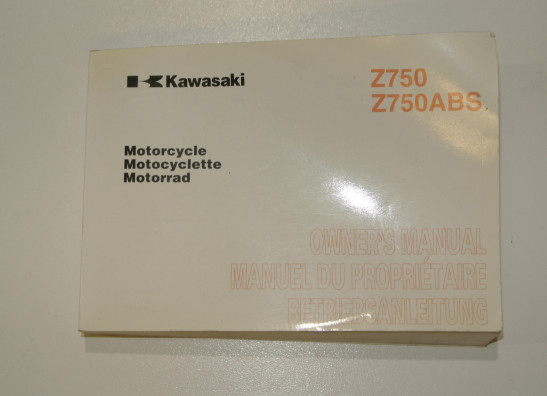 Kawasaki
Z750
Z750ABS
Motorcycle
Motocyclette
Motorrad
OWNER'S MANUAL
MANUEL DU PROPRIÉTAIRE
BETRIEBSANLEITUNG